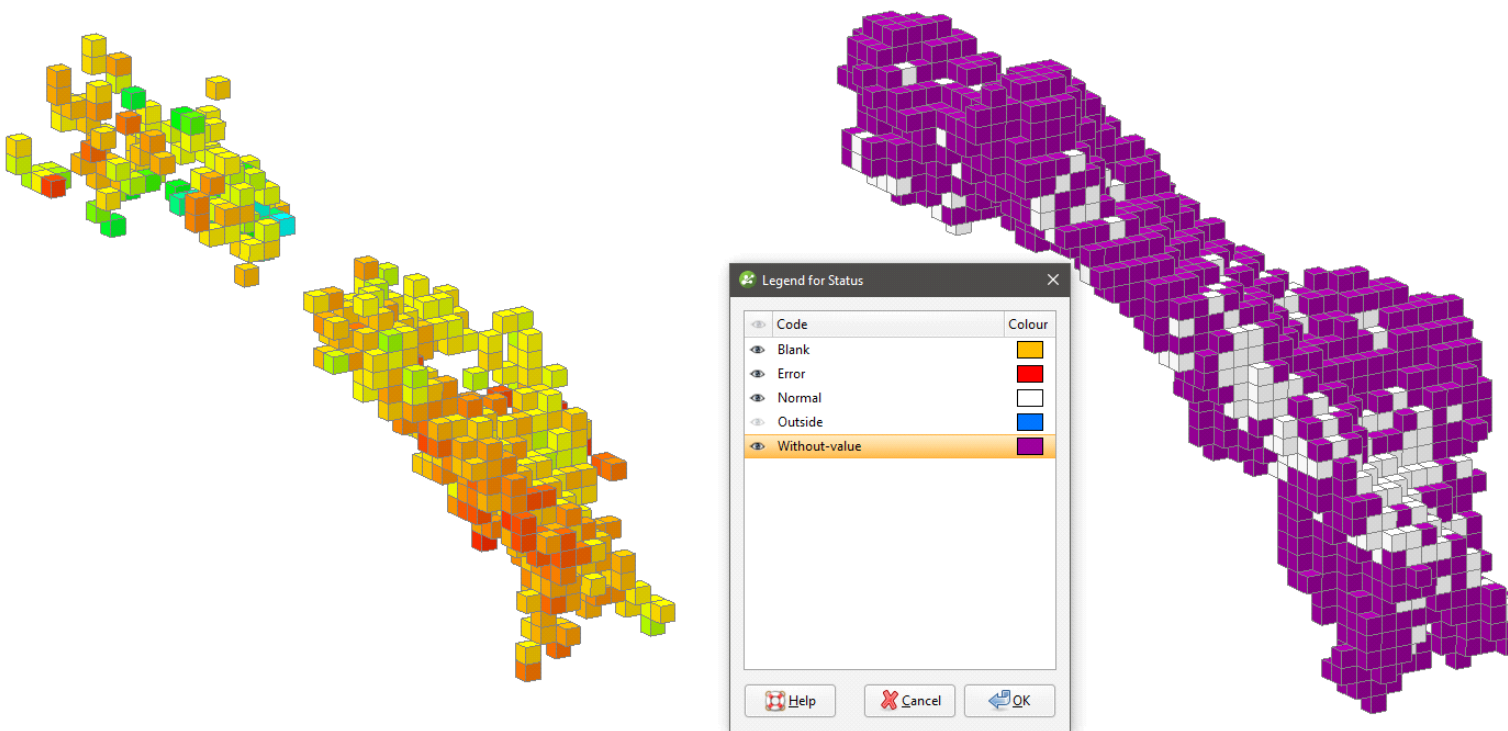 Legend for Status
Code Colour
Blank
Error
Normal
Outside
Without-value
Help Cancel OK